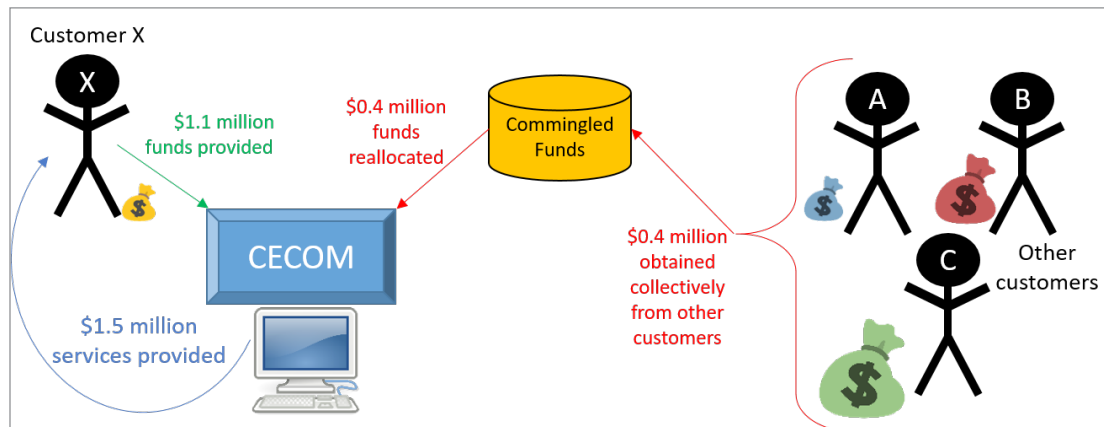 Customer X
X
$1.1 million
funds provided
$0.4 million
funds
reallocated
Commingled
Funds
A
B
C
Other
customers
$0.4 million
obtained
collectively
from other
customers
CECOM
$1.5 million
services provided
$
$
$
$